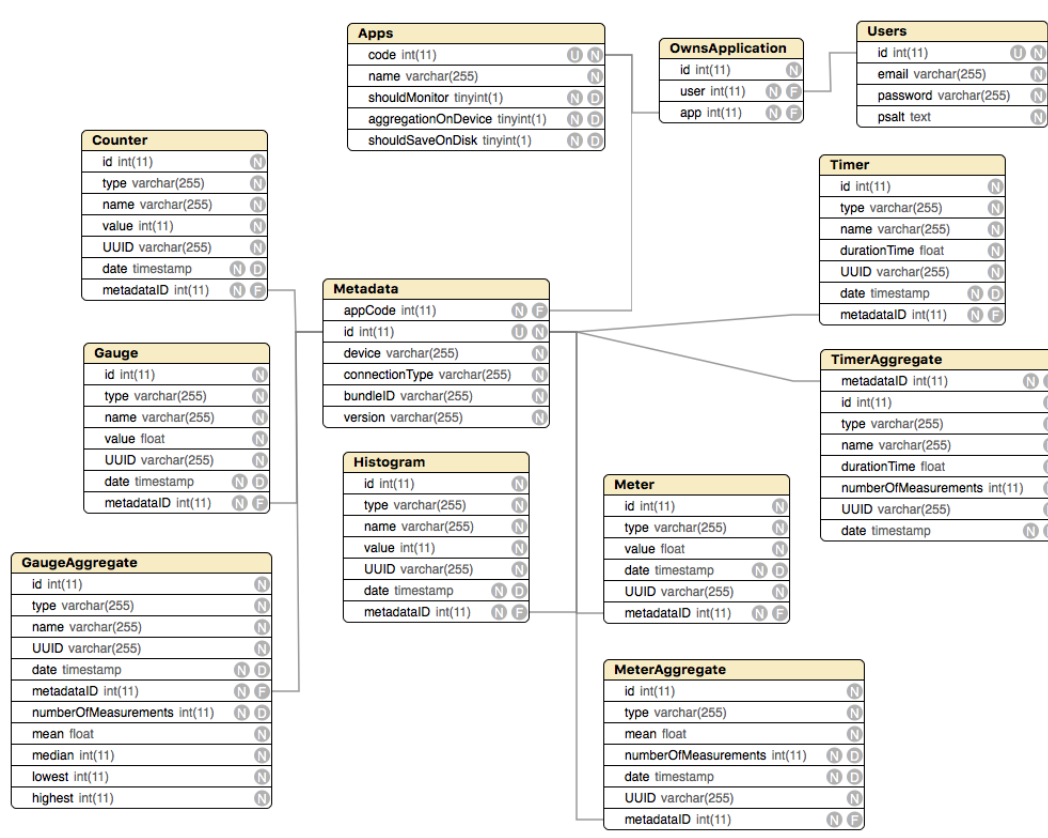 Apps
code int(11) U N
name varchar(255) N
shouldMonitor tinyint(1) N D
aggregationOnDevice tinyint(1) N D
shouldSaveOnDisk tinyint(1) N D
OwnsApplication
id int(11) N
user int(11) N F
app int(11) N F
Users
id int(11) U N
email varchar(255) N
password varchar(255) N
psalt text N
Counter
id int(11) N
type varchar(255) N
name varchar(255) N
value int(11) N
UUID varchar(255) N
date timestamp N D
metadataID int(11) N F
Timer
id int(11) N
type varchar(255) N
name varchar(255) N
durationTime float N
UUID varchar(255) N
date timestamp N D
metadataID int(11) N F
Metadata
appCode int(11) N F
id int(11) U N
device varchar(255) N
connectionType varchar(255) N
bundleID varchar(255) N
version varchar(255) N
Gauge
id int(11) N
type varchar(255) N
name varchar(255) N
value float N
UUID varchar(255) N
date timestamp N D
metadataID int(11) N F
TimerAggregate
metadataID int(11) N
id int(11)
type varchar(255)
name varchar(255)
durationTime float
numberOfMeasurements int(11)
UUID varchar(255)
date timestamp N
Histogram
id int(11) N
type varchar(255) N
name varchar(255) N
value int(11) N
UUID varchar(255) N
date timestamp N D
metadataID int(11) N F
Meter
id int(11) N
type varchar(255) N
value float N
date timestamp N D
UUID varchar(255) N
metadataID int(11) N F
GaugeAggregate
id int(11) N
type varchar(255) N
name varchar(255) N
UUID varchar(255) N
date timestamp N D
metadataID int(11) N F
numberOfMeasurements int(11) N D
mean float N
median int(11) N
lowest int(11) N
highest int(11) N
MeterAggregate
id int(11) N
type varchar(255) N
mean float N
numberOfMeasurements int(11) N D
date timestamp N D
UUID varchar(255) N
metadataID int(11) N F